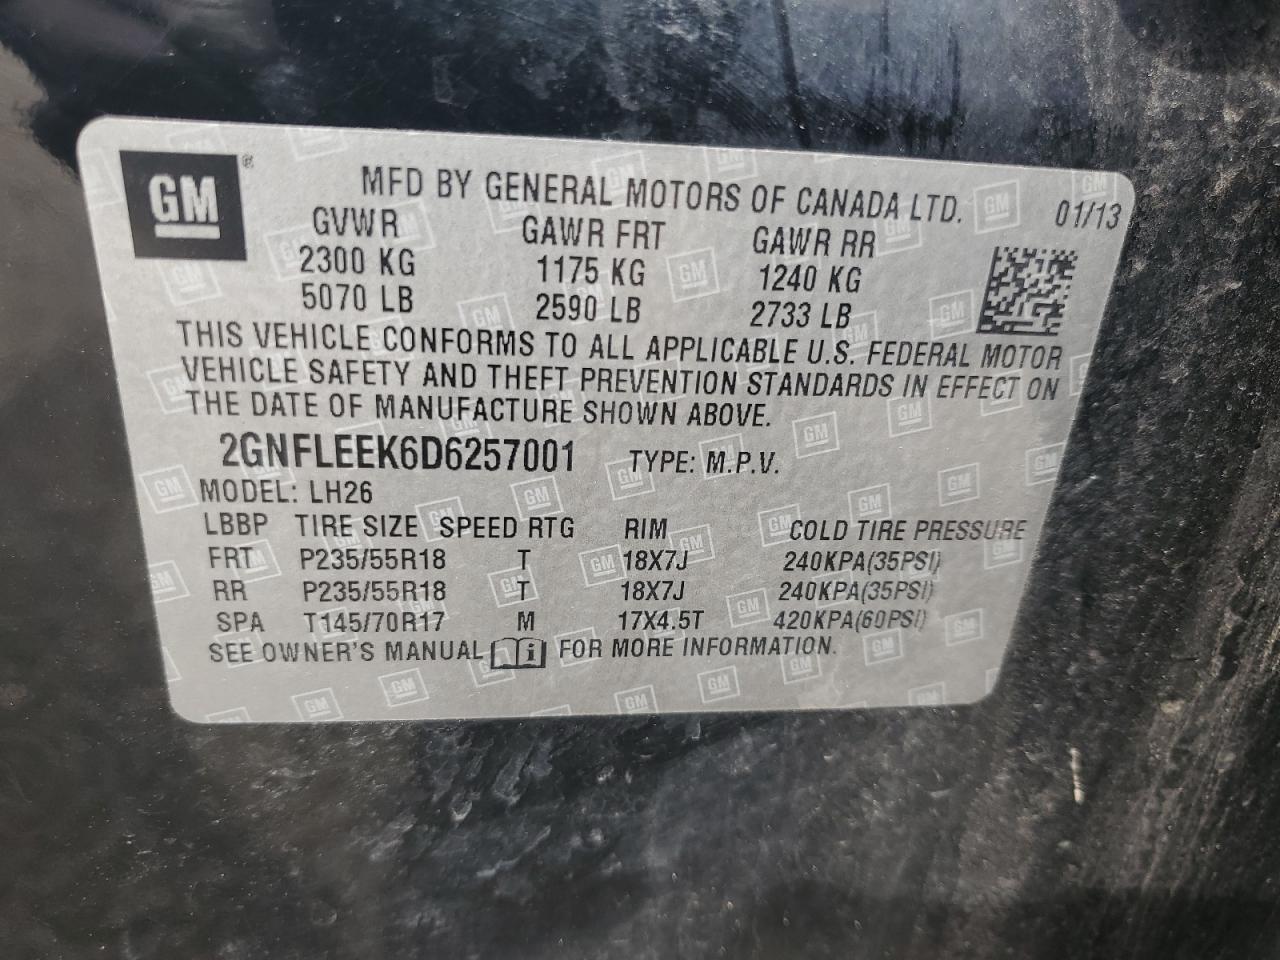 GM ®
MFD BY GENERAL MOTORS OF CANADA LTD. 01/13
GVWR GAWR FRT GAWR RR
2300 KG 1175 KG 1240 KG
5070 LB 2590 LB 2733 LB
THIS VEHICLE CONFORMS TO ALL APPLICABLE U.S. FEDERAL MOTOR
VEHICLE SAFETY AND THEFT PREVENTION STANDARDS IN EFFECT ON
THE DATE OF MANUFACTURE SHOWN ABOVE.
2GNFLEEK6D6257001 TYPE: M.P.V.
MODEL: LH26
LBBP TIRE SIZE SPEED RTG RIM COLD TIRE PRESSURE
FRT P235/55R18 T 18X7J 240KPA(35PSI)
RR P235/55R18 T 18X7J 240KPA(35PSI)
SPA T145/70R17 M 17X4.5T 420KPA(60PSI)
SEE OWNER'S MANUAL i FOR MORE INFORMATION.